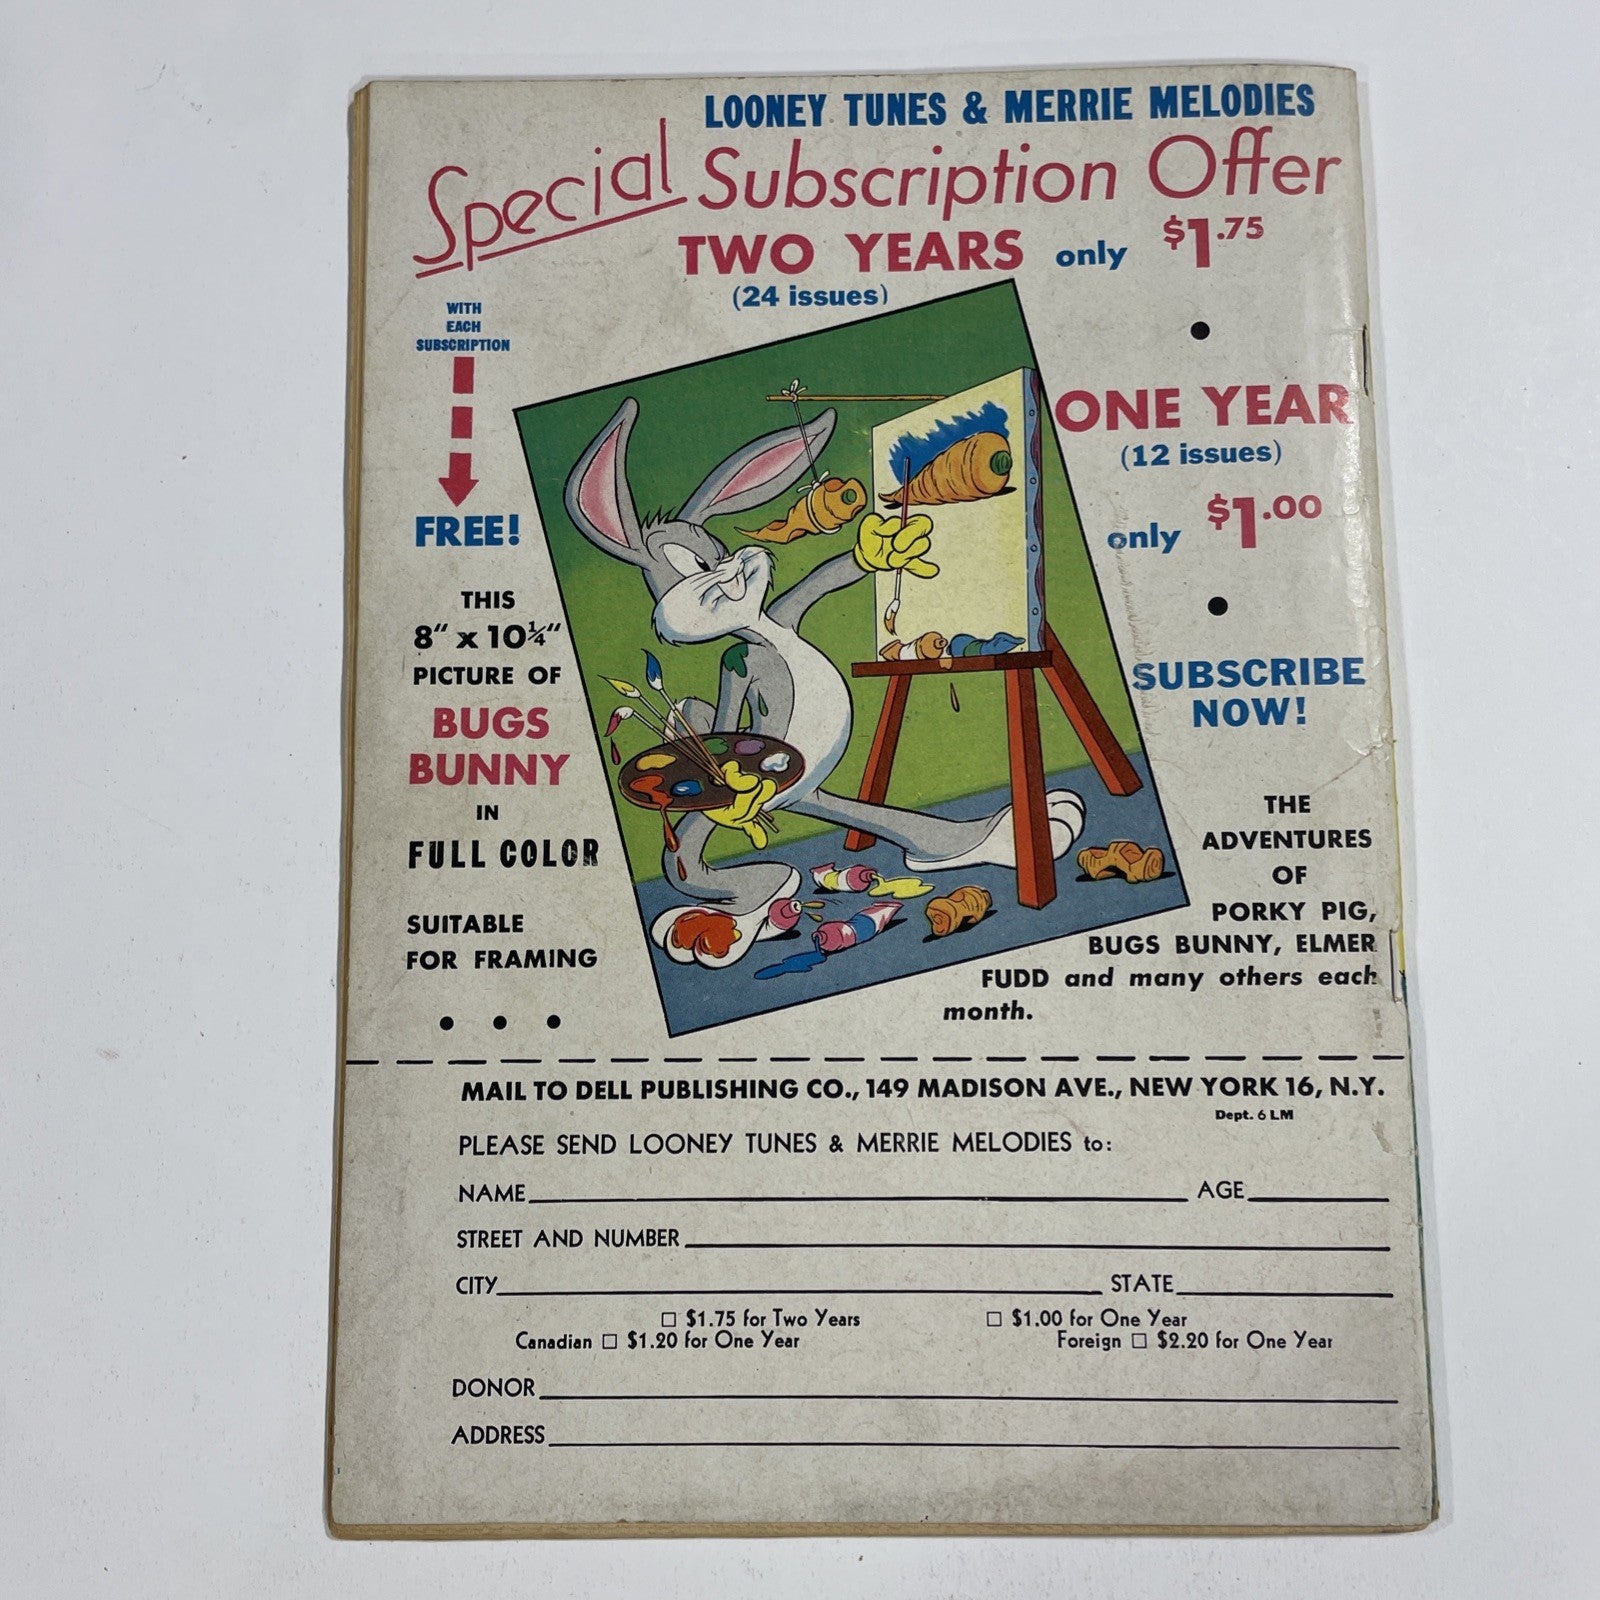 LOONEY TUNES & MERRIE MELODIES
Special Subscription Offer
TWO YEARS only $1.75
(24 issues)
WITH
EACH
SUBSCRIPTION
FREE!
THIS
8" x 10¼"
PICTURE OF
BUGS
BUNNY
IN
FULL COLOR
SUITABLE
FOR FRAMING
ONE YEAR
(12 issues)
only $1.00
SUBSCRIBE
NOW!
THE
ADVENTURES
OF
PORKY PIG,
BUGS BUNNY, ELMER
FUDD and many others each
month.
MAIL TO DELL PUBLISHING CO., 149 MADISON AVE., NEW YORK 16, N.Y.
Dept. 6 LM
PLEASE SEND LOONEY TUNES & MERRIE MELODIES to:
NAME AGE
STREET AND NUMBER
CITY STATE
□ $1.75 for Two Years □ $1.00 for One Year
Canadian □ $1.20 for One Year Foreign □ $2.20 for One Year
DONOR
ADDRESS